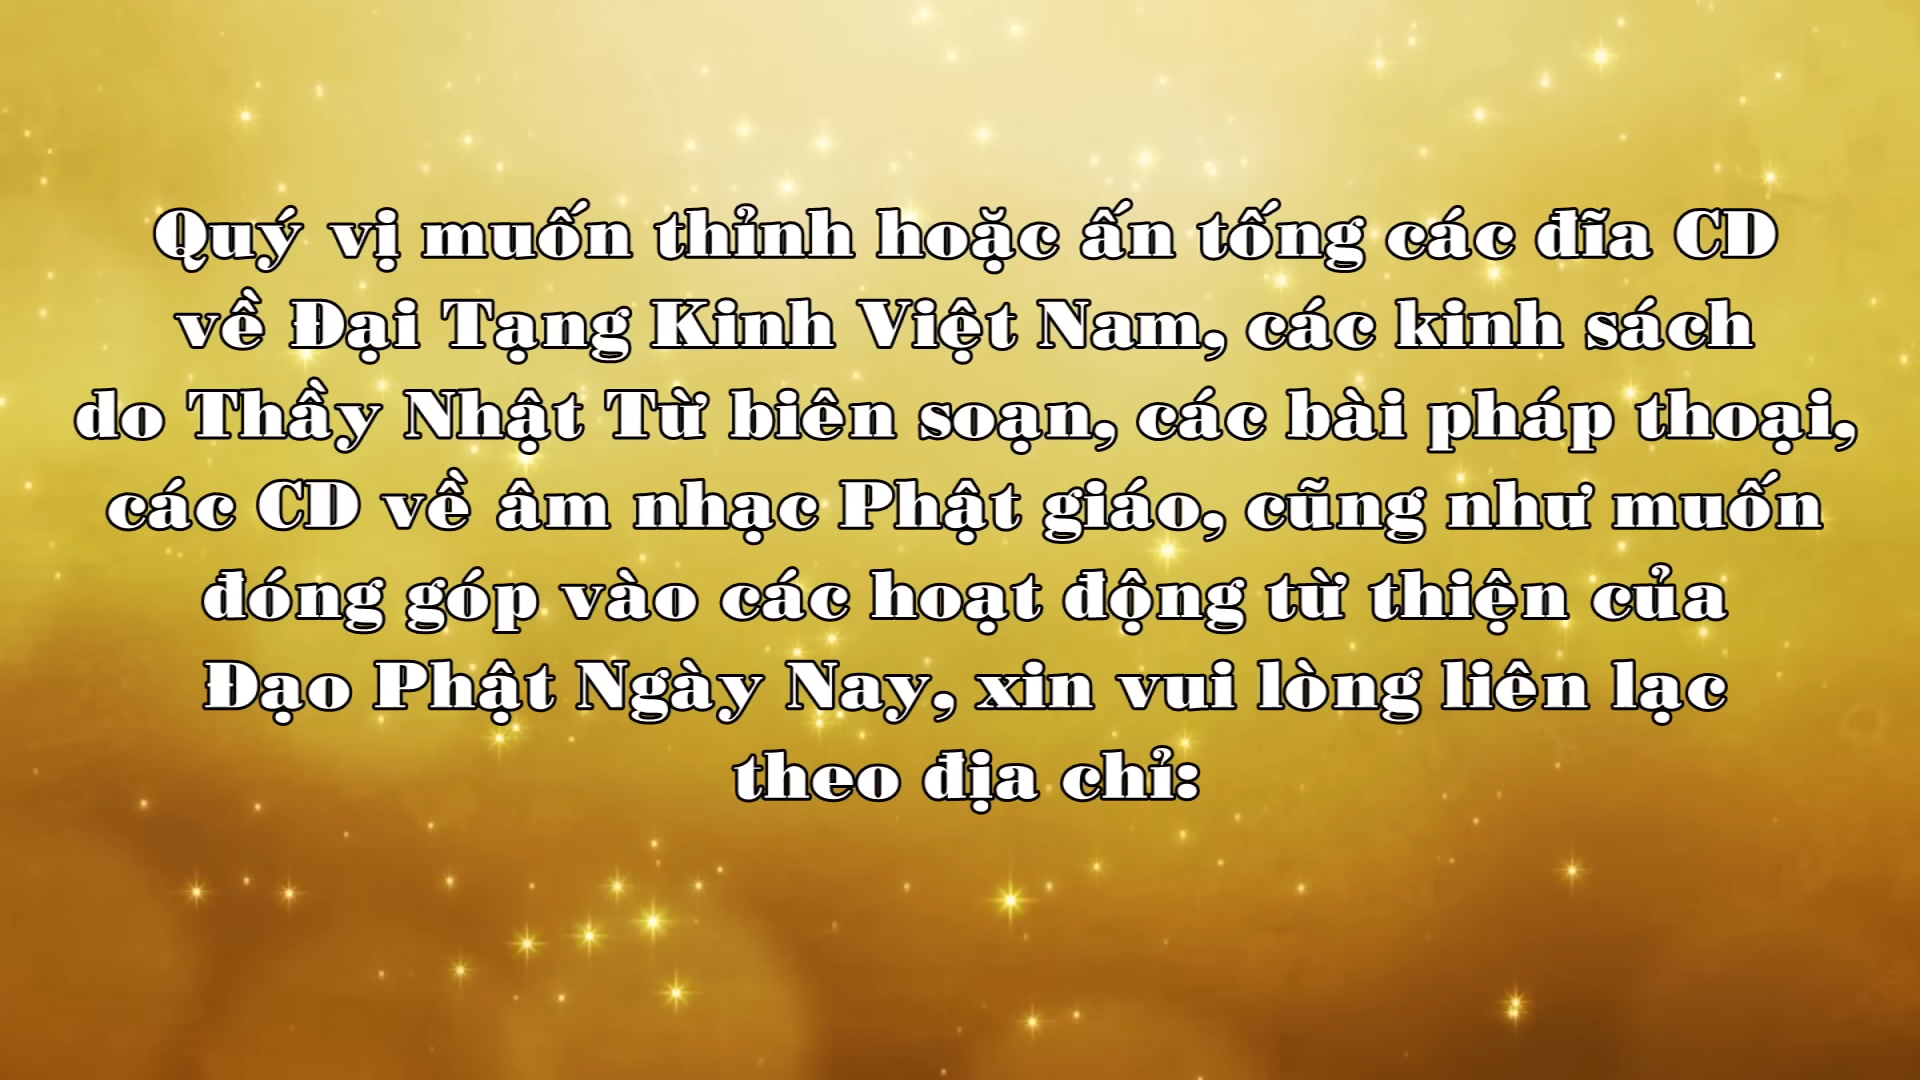 Quý vị muốn thỉnh hoặc ấn tống các đĩa CD
về Đại Tạng Kinh Việt Nam, các kinh sách
do Thầy Nhật Từ biên soạn, các bài pháp thoại,
các CD về âm nhạc Phật giáo, cũng như muốn
đóng góp vào các hoạt động từ thiện của
Đạo Phật Ngày Nay, xin vui lòng liên lạc
theo địa chỉ: